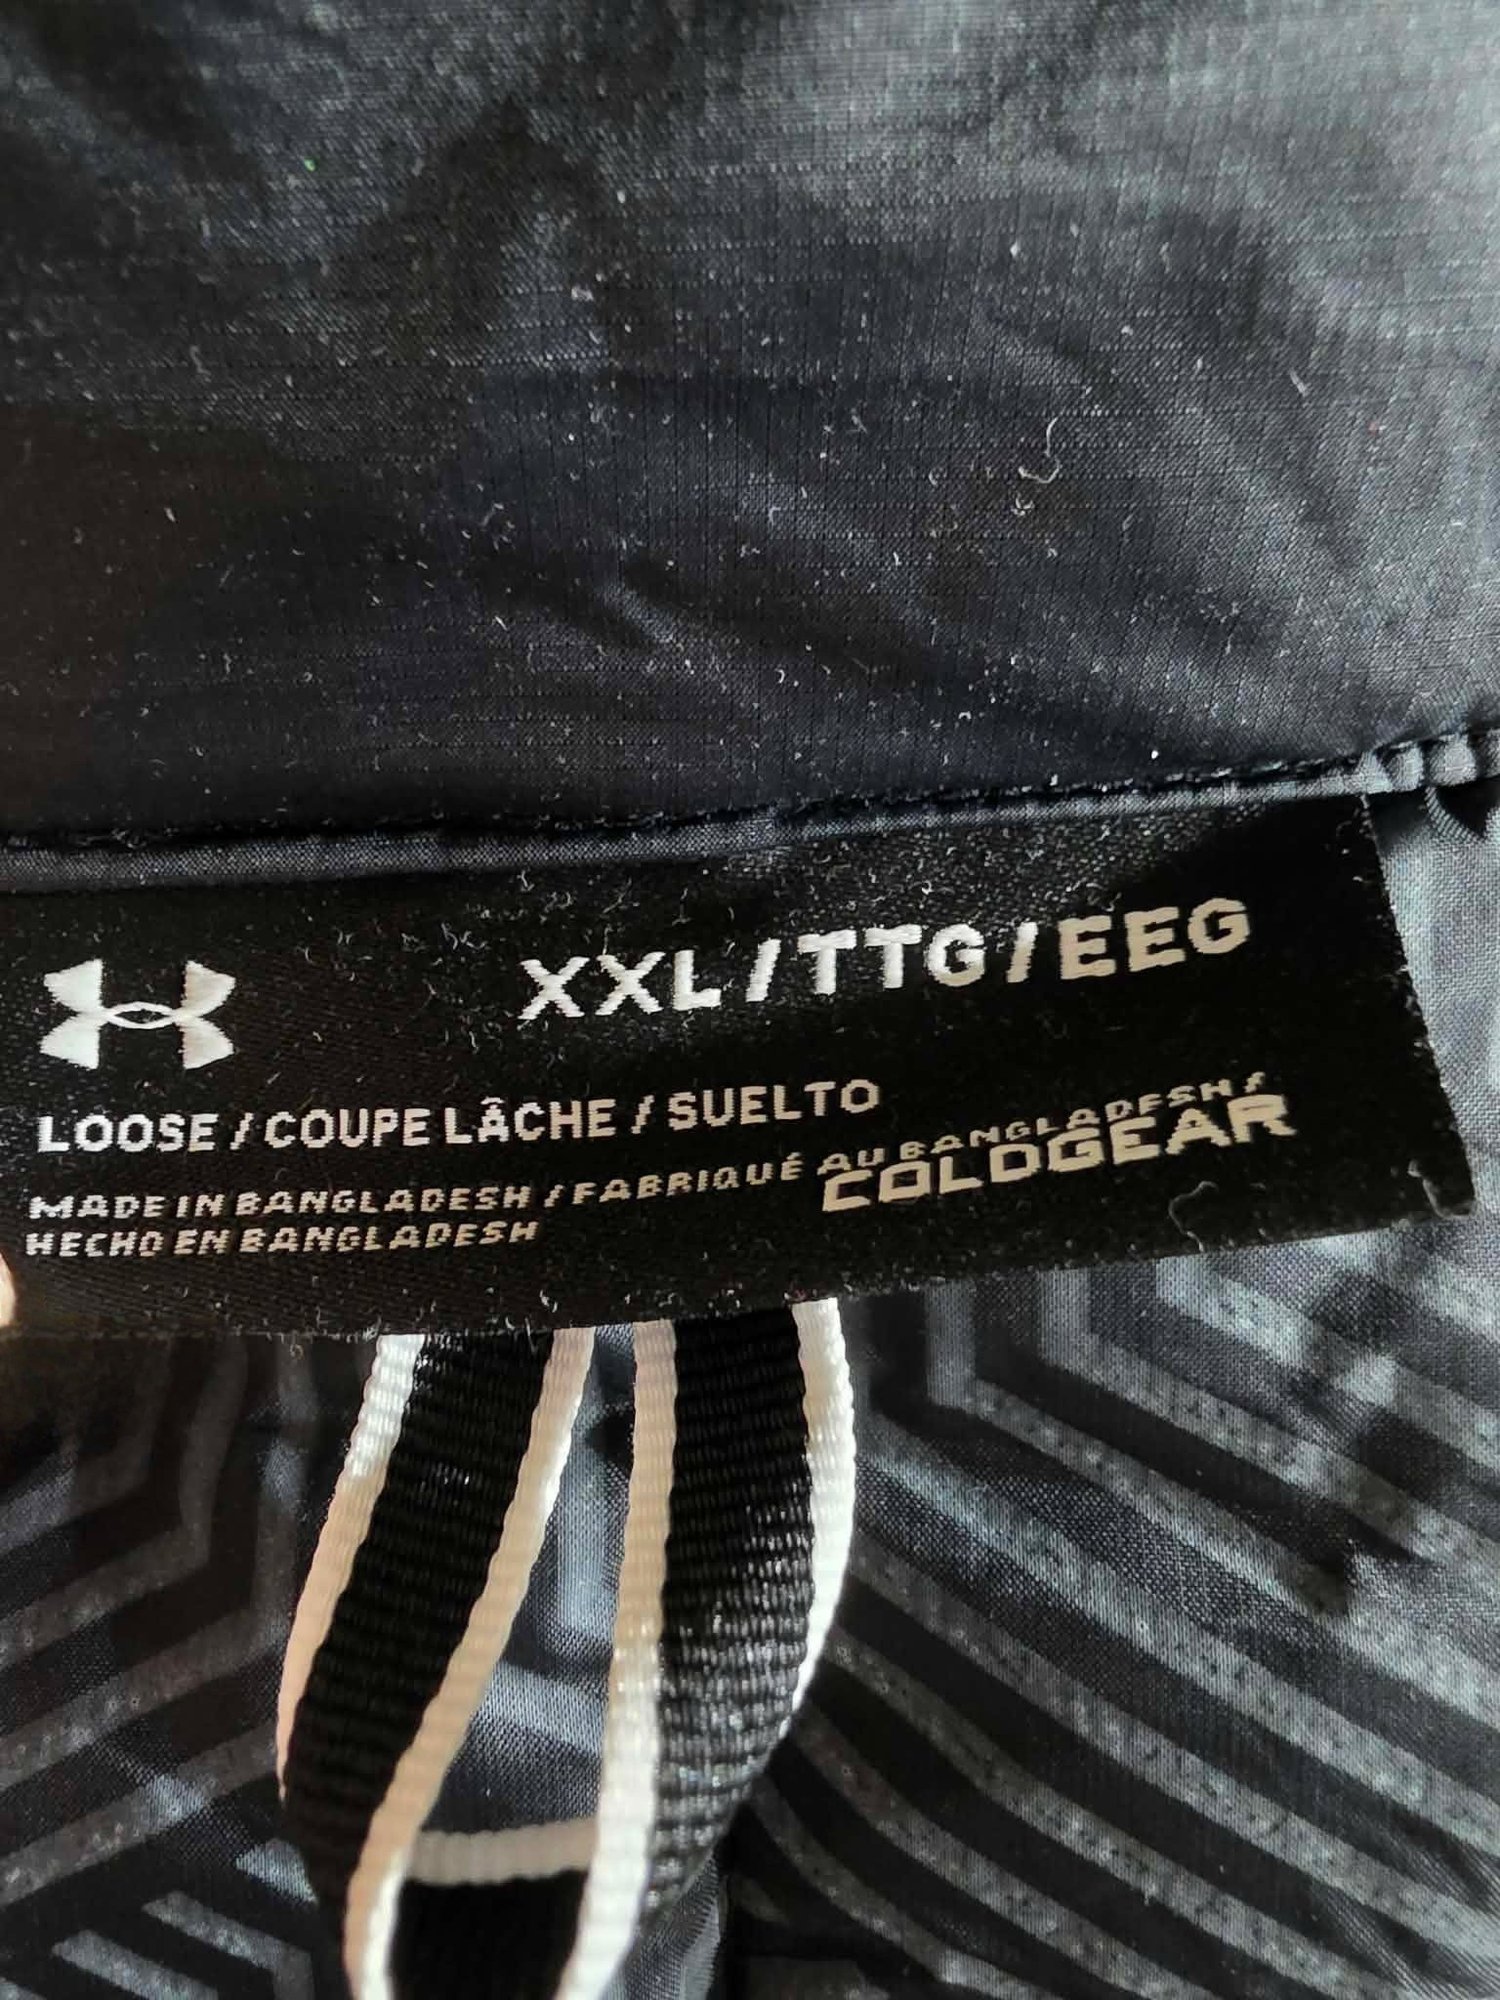 XXL / TTG / EEG
LOOSE / COUPE LÂCHE / SUELTO
MADE IN BANGLADESH / FABRIQUÉ AU BANGLADESH /
HECHO EN BANGLADESH
COLDGEAR